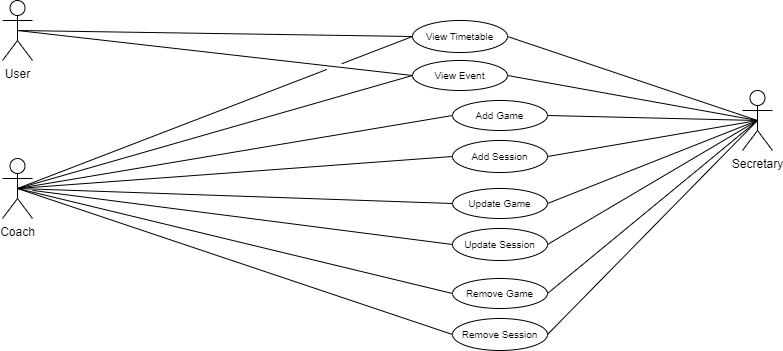 View Timetable
User
View Event
Add Game
Add Session
Secretary
Update Game
Coach
Update Session
Remove Game
Remove Session